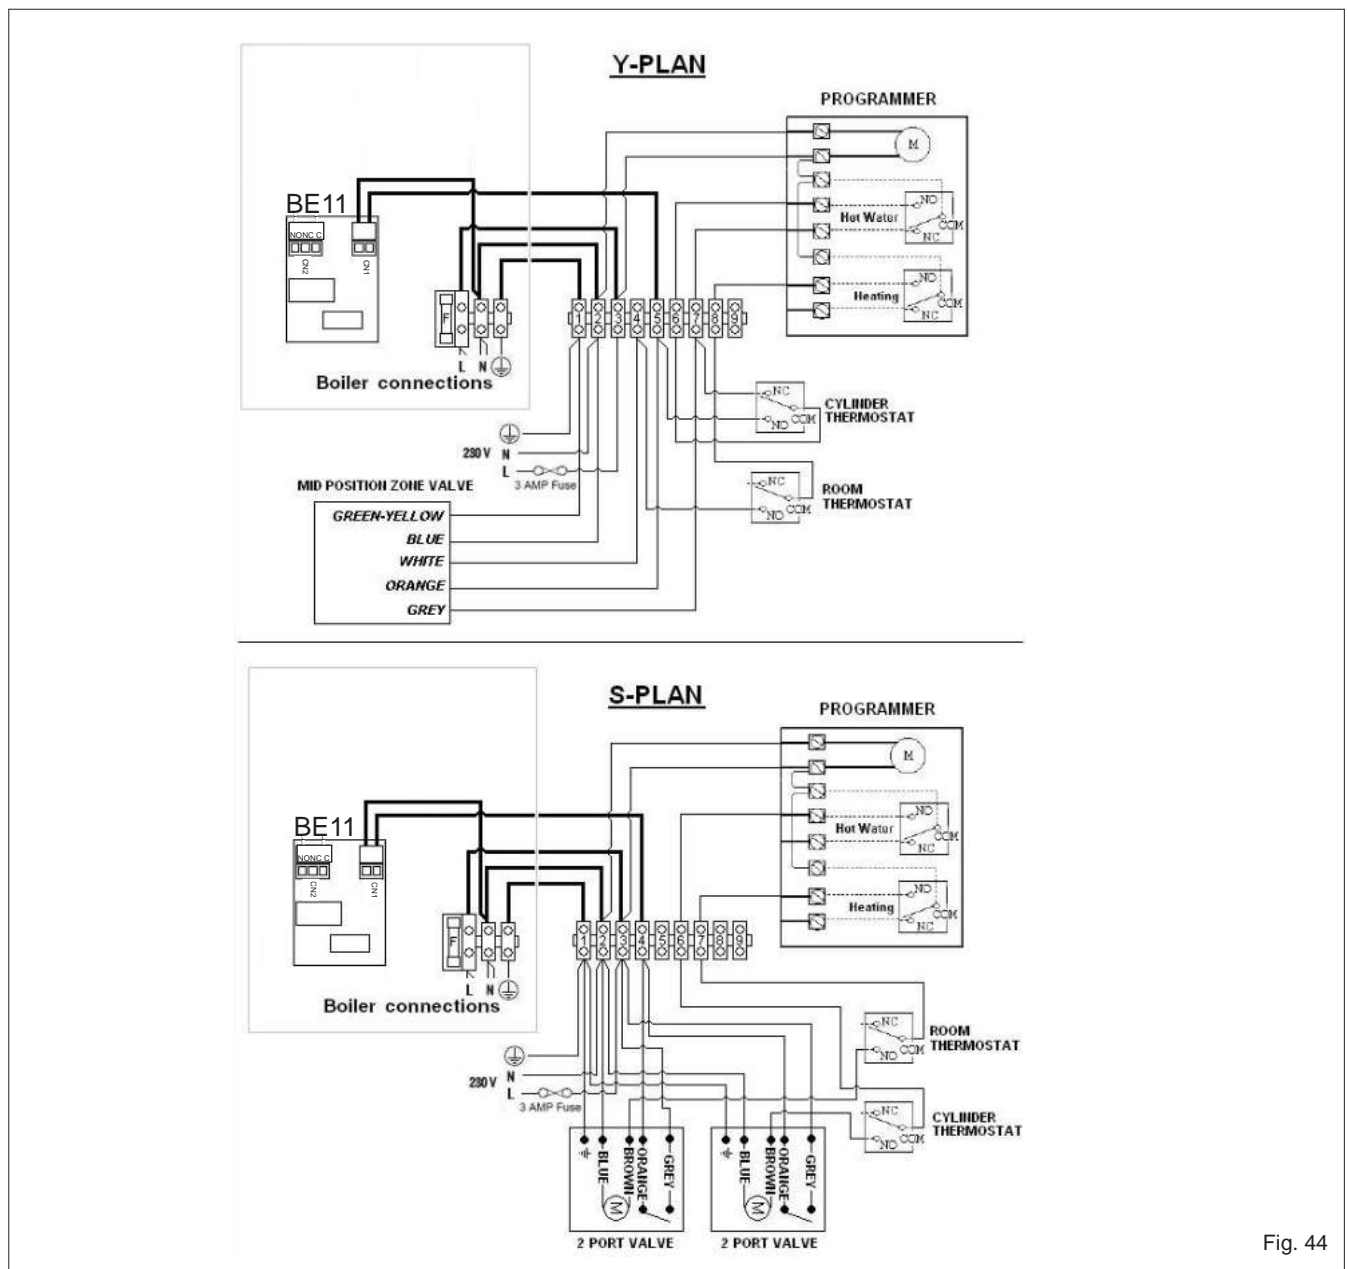 Y-PLAN
PROGRAMMER
M
BE11
NO
Hot Water
COM
NC
NONC C
CN2
CN1
NO
Heating
COM
NC
F
1 2 3 4 5 6 7 8 9
L N
Boiler connections
NC
CYLINDER
THERMOSTAT
NO COM
230 V N
L
3 AMP Fuse
MID POSITION ZONE VALVE
NC
ROOM
THERMOSTAT
NO COM
GREEN-YELLOW
BLUE
WHITE
ORANGE
GREY
S-PLAN
PROGRAMMER
M
BE11
NO
Hot Water
COM
NC
NONC C
CN2
CN1
NO
Heating
COM
NC
F
1 2 3 4 5 6 7 8 9
L N
Boiler connections
NC
ROOM
THERMOSTAT
NO COM
230 V N
L
3 AMP Fuse
NC
CYLINDER
THERMOSTAT
NO COM
BLUE
BROWN
ORANGE
GREY
M
BLUE
BROWN
ORANGE
GREY
M
2 PORT VALVE
2 PORT VALVE
Fig. 44